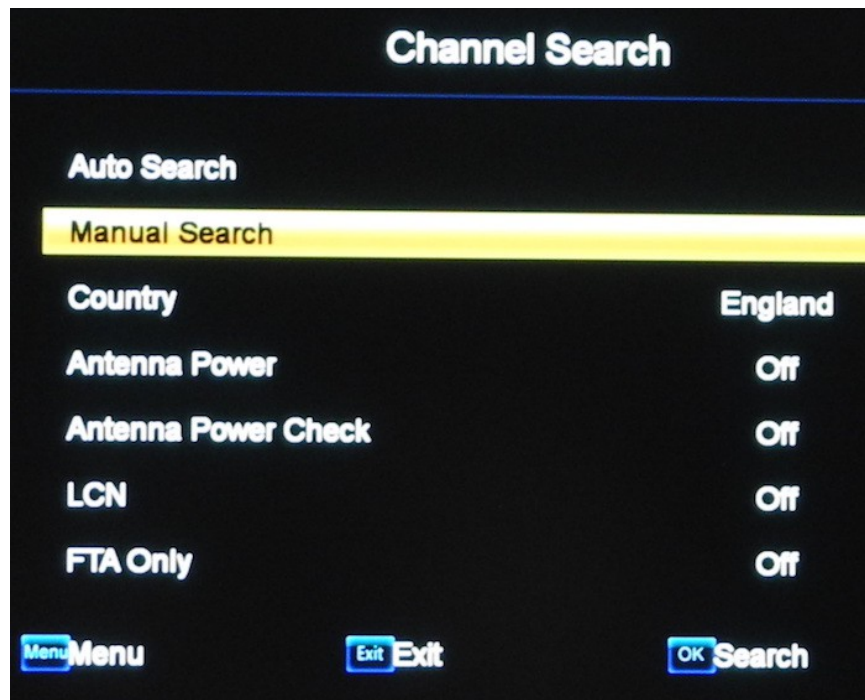 Channel Search
Auto Search
Manual Search
Country England
Antenna Power Off
Antenna Power Check Off
LCN Off
FTA Only Off
Menu Menu Exit Exit OK Search